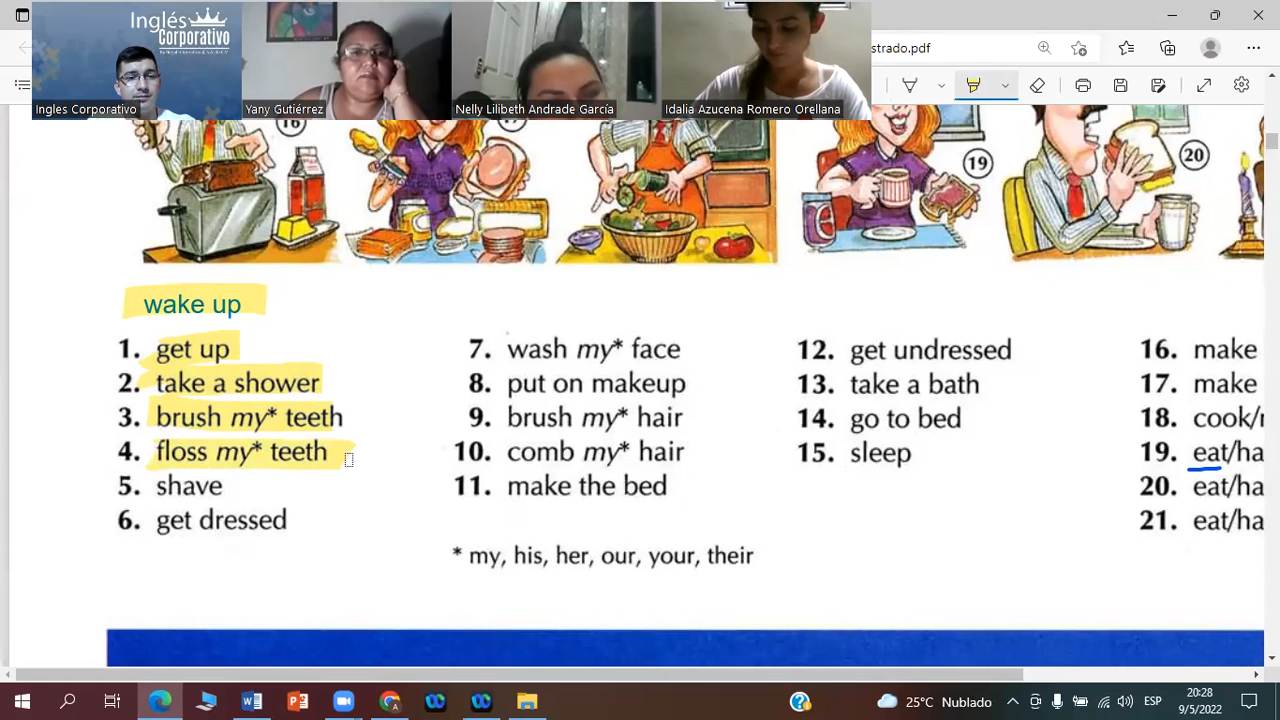 Inglés
Corporativo
Ingles Corporativo
Yany Gutiérrez
Nelly Lilibeth Andrade García
Idalia Azucena Romero Orellana
strado.pdf
16
19
20
wake up
1. get up
2. take a shower
3. brush my* teeth
4. floss my* teeth
5. shave
6. get dressed
7. wash my* face
8. put on makeup
9. brush my* hair
10. comb my* hair
11. make the bed
12. get undressed
13. take a bath
14. go to bed
15. sleep
16. make
17. make
18. cook/
19. eat/ha
20. eat/ha
21. eat/ha
* my, his, her, our, your, their
25°C Nublado
ESP
20:28
9/5/2022